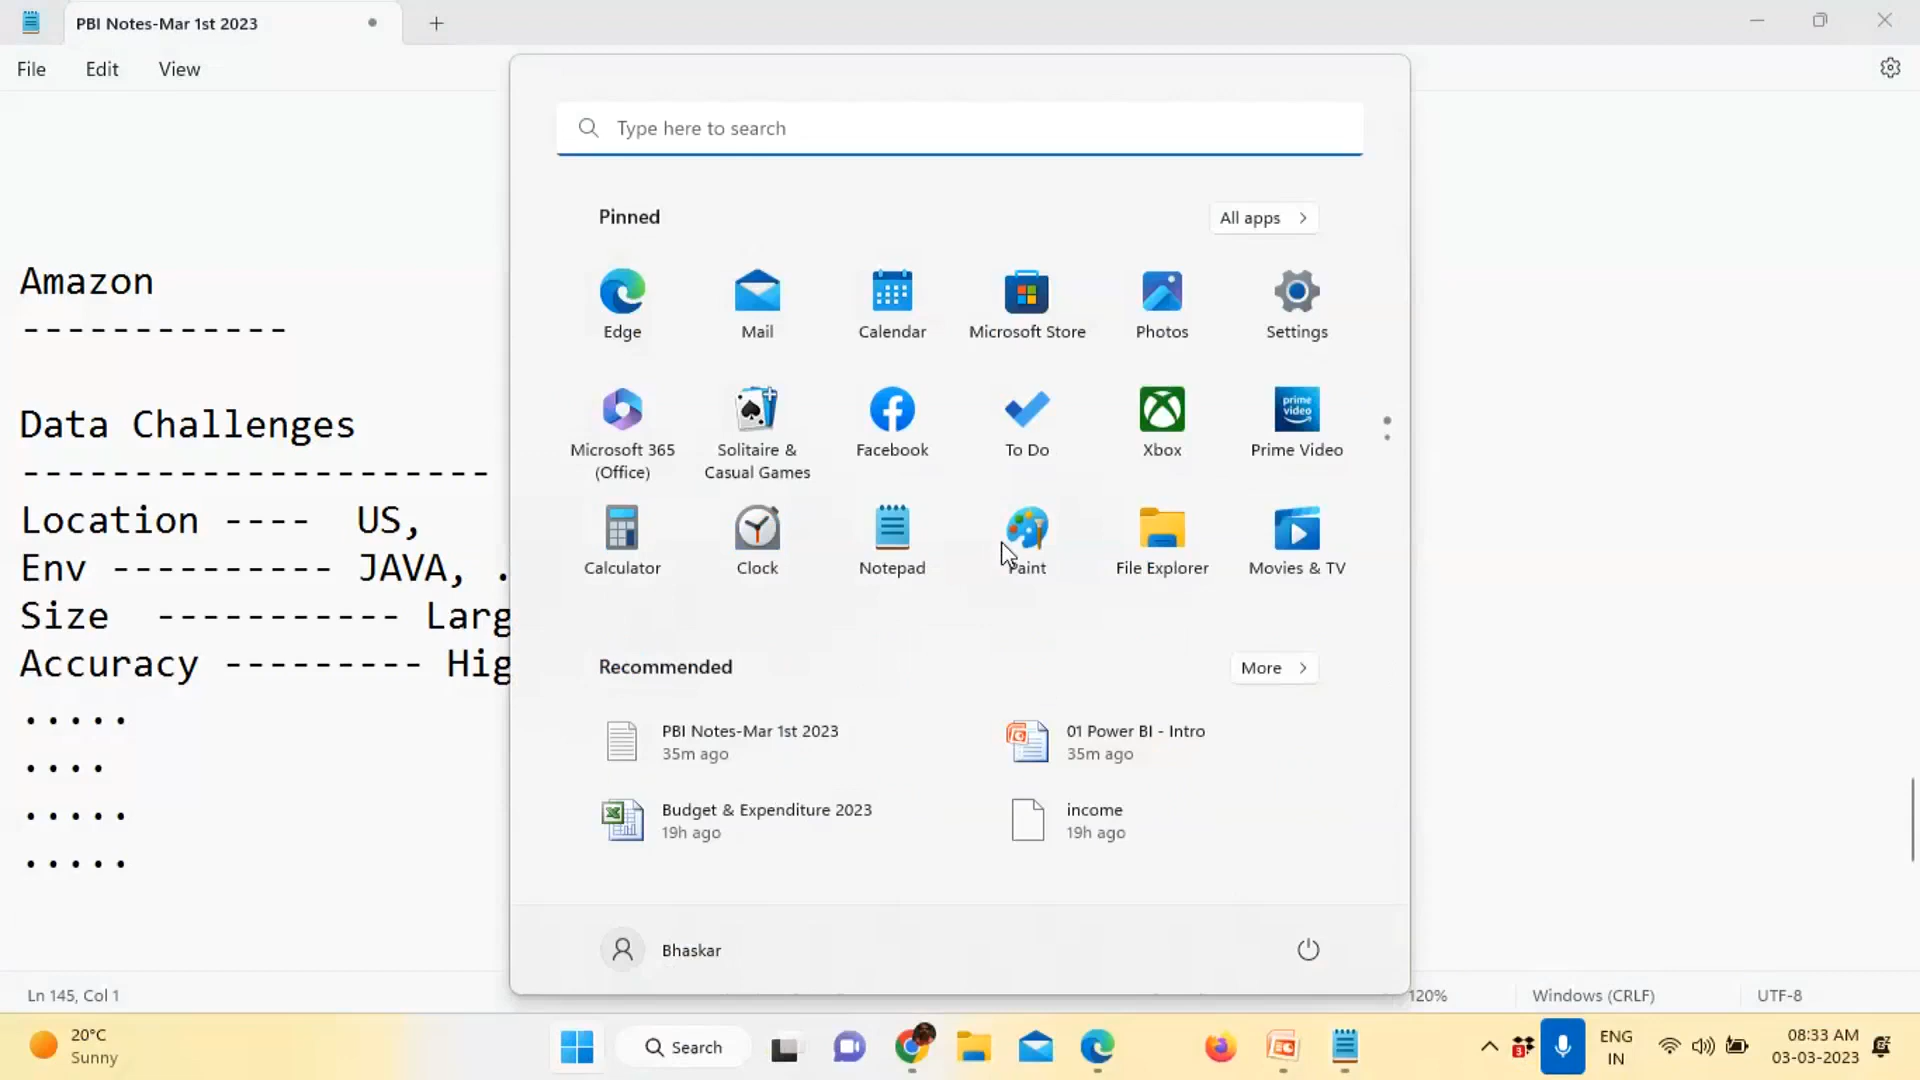 PBI Notes-Mar 1st 2023
File Edit View
Type here to search
Pinned
All apps
Amazon
------------
Edge Mail Calendar Microsoft Store Photos Settings
Data Challenges
---------------------
Microsoft 365 (Office)
Solitaire & Casual Games
Facebook
To Do
Xbox
prime video
Prime Video
Location ---- US,
Env ----------- JAVA, .
Size ----------- Larg
Accuracy --------- Hig
.....
....
.....
.....
Calculator Clock Notepad Paint File Explorer Movies & TV
Recommended
More
PBI Notes-Mar 1st 2023
35m ago
01 Power BI - Intro
35m ago
Budget & Expenditure 2023
19h ago
income
19h ago
Bhaskar
Ln 145, Col 1
120%
Windows (CRLF)
UTF-8
20°C
Sunny
Search
3
ENG
IN
08:33 AM
03-03-2023